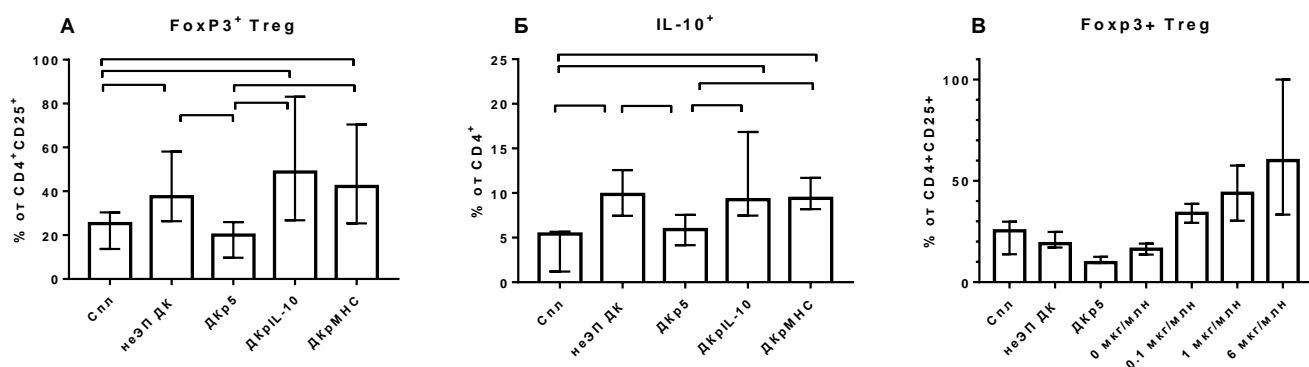 А
FoxP3⁺ Treg
% от CD4⁺CD25⁺
100
80
60
40
20
0
Спл
неЭП ДК
ДКр5
ДКрIL-10
ДКрМНС
Б
IL-10⁺
% от CD4⁺
25
20
15
10
5
0
Спл
неЭП ДК
ДКр5
ДКрIL-10
ДКрМНС
В
Foxp3+ Treg
% от CD4+CD25+
100
50
0
Спл
неЭП ДК
ДКр5
0 мкг/млн
0.1 мкг/млн
1 мкг/млн
6 мкг/млн